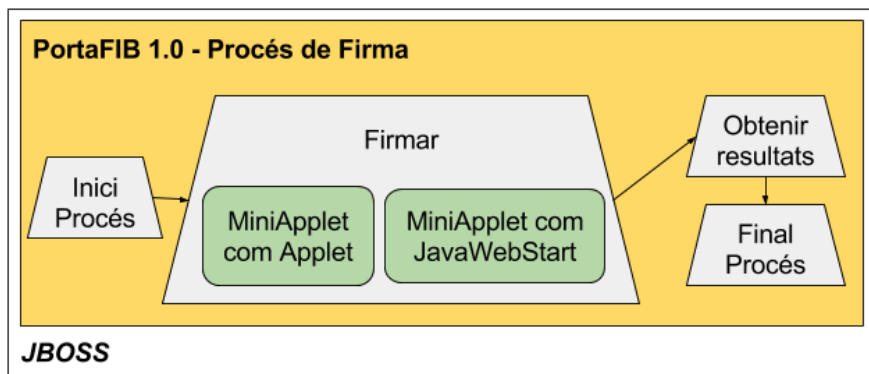 PortaFIB 1.0 - Procés de Firma
Inici
Procés
Firmar
MiniApplet
com Applet
MiniApplet com
JavaWebStart
Obtenir
resultats
Final
Procés
JBOSS